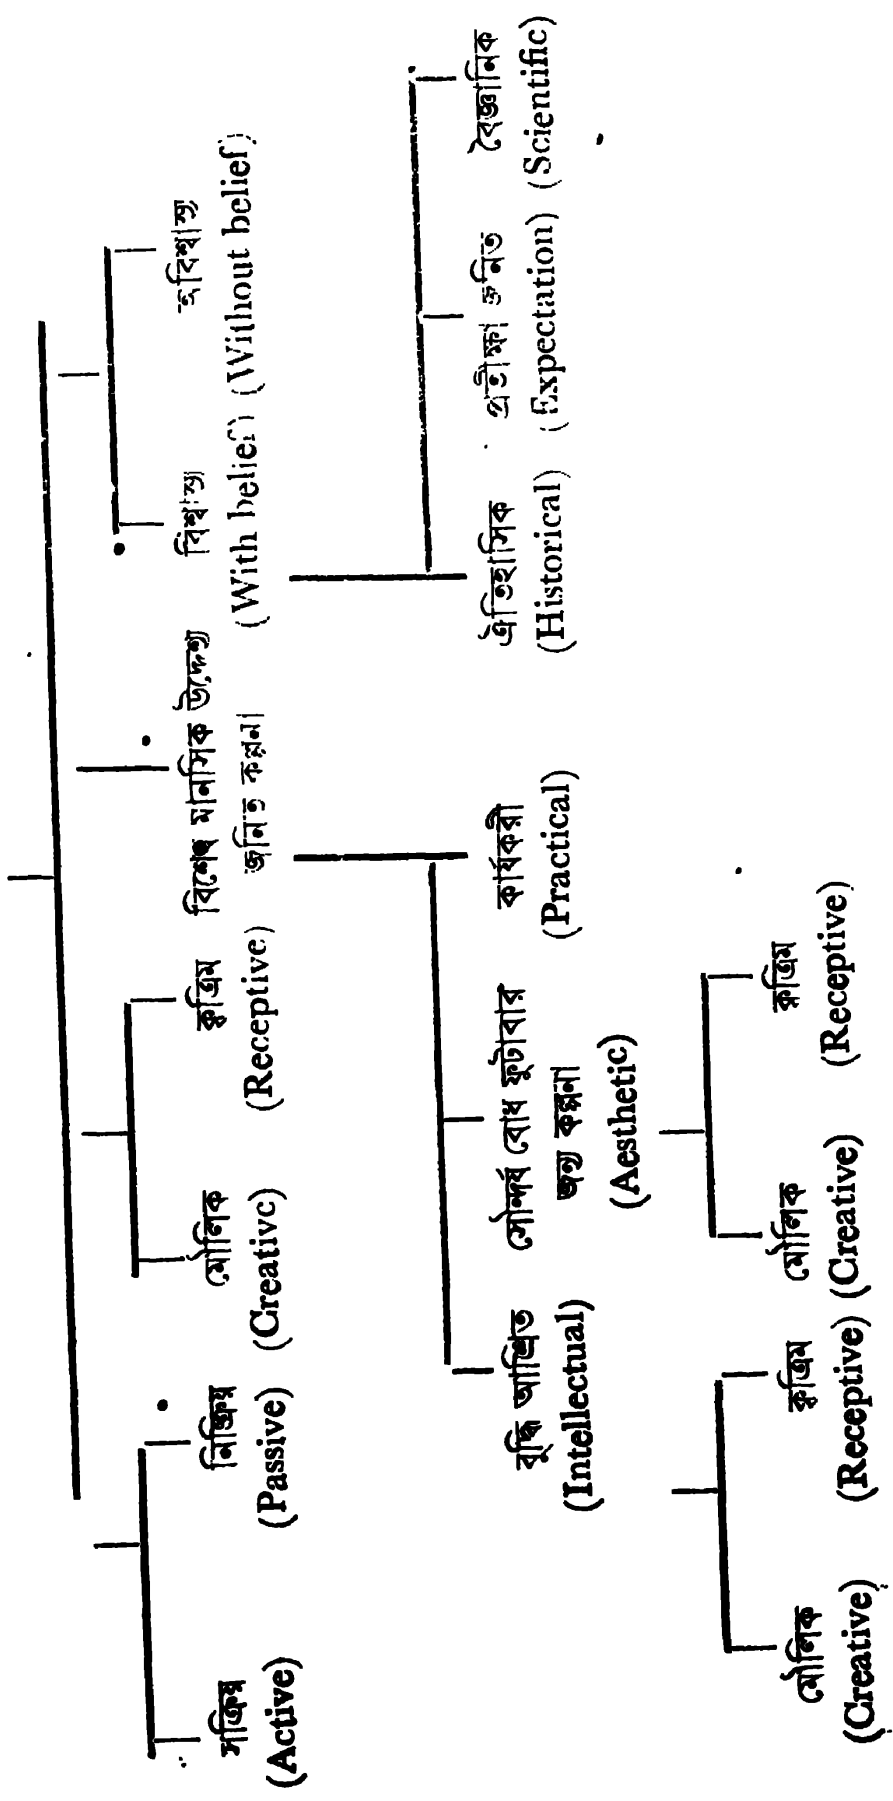 সক্রিয় নিষ্ক্রিয় মৌলিক কৃত্রিম বিশেষ মানসিক উদ্দেশ্য বিশ্বাস্য অবিশ্বাস্য
(Active) (Passive) (Creative) (Receptive) জনিত কল্পনা (With belief) (Without belief)
বুদ্ধি আশ্রিত সৌন্দর্য বোধ ফুটাবার কার্যকরী ঐতিহাসিক প্রতীক্ষা জনিত বৈজ্ঞানিক
(Intellectual) জন্য কল্পনা (Practical) (Historical) (Expectation) (Scientific)
(Aesthetic)
মৌলিক কৃত্রিম মৌলিক কৃত্রিম
(Creative) (Receptive) (Creative) (Receptive)